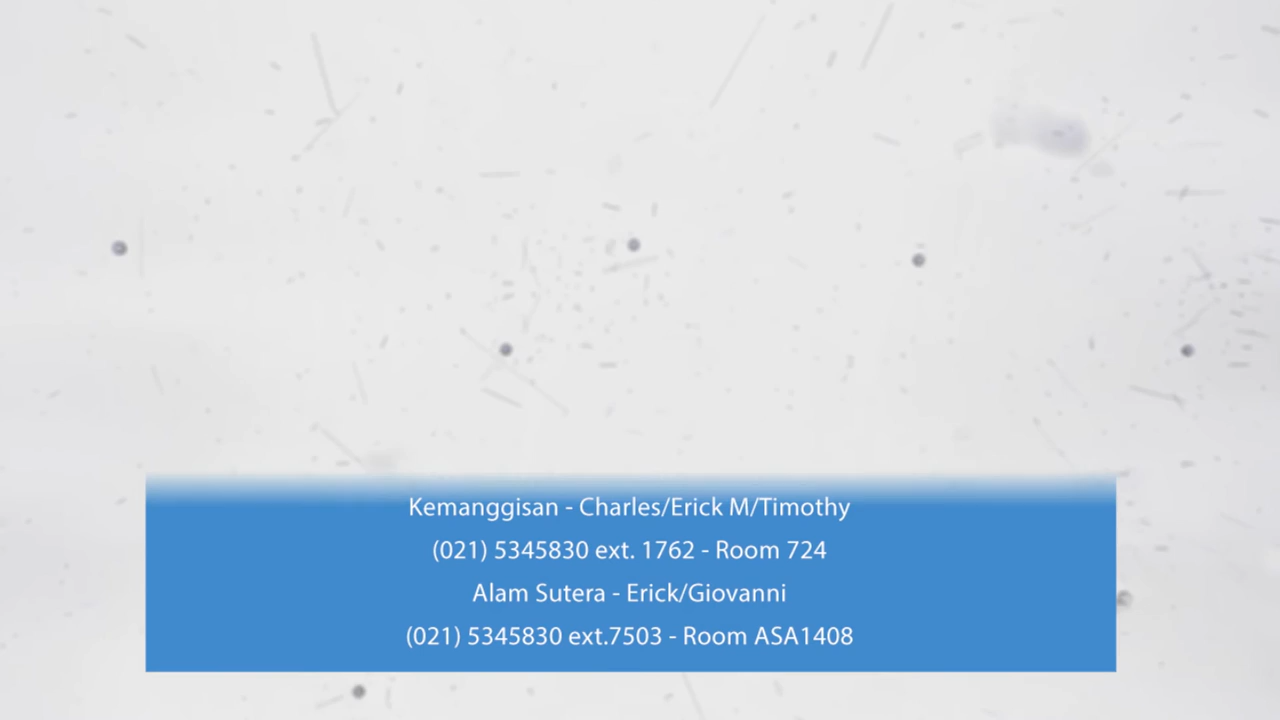 Kemanggisan - Charles/Erick M/Timothy
(021) 5345830 ext. 1762 - Room 724
Alam Sutera - Erick/Giovanni
(021) 5345830 ext.7503 - Room ASA1408